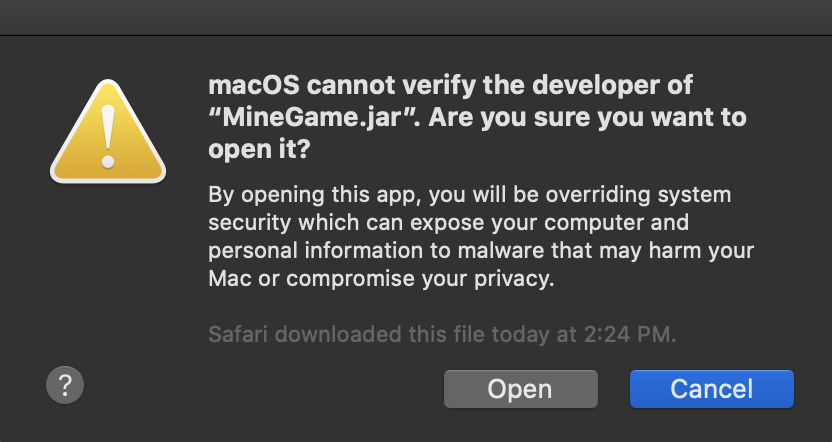 macOS cannot verify the developer of
“MineGame.jar”. Are you sure you want to
open it?
By opening this app, you will be overriding system
security which can expose your computer and
personal information to malware that may harm your
Mac or compromise your privacy.
Safari downloaded this file today at 2:24 PM.
?
Open
Cancel